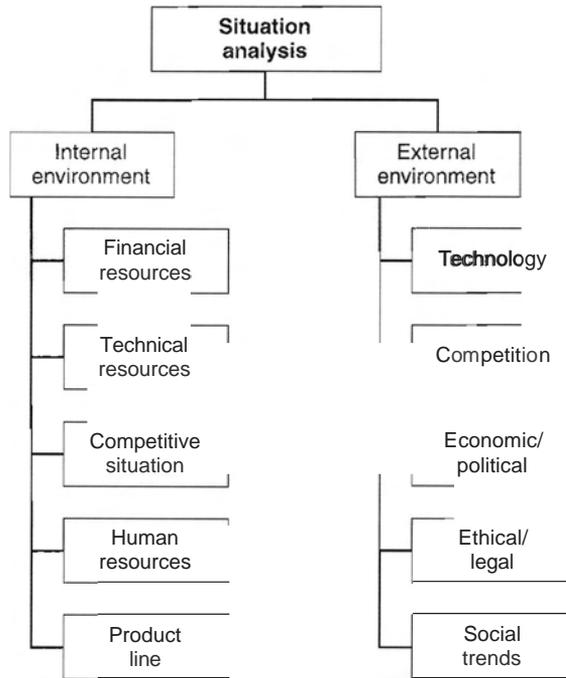 Situation
analysis
Internal
environment
Financial
resources
Technical
resources
Competitive
situation
Human
resources
Product
line
External
environment
Technology
Competition
Economic/
political
Ethical/
legal
Social
trends